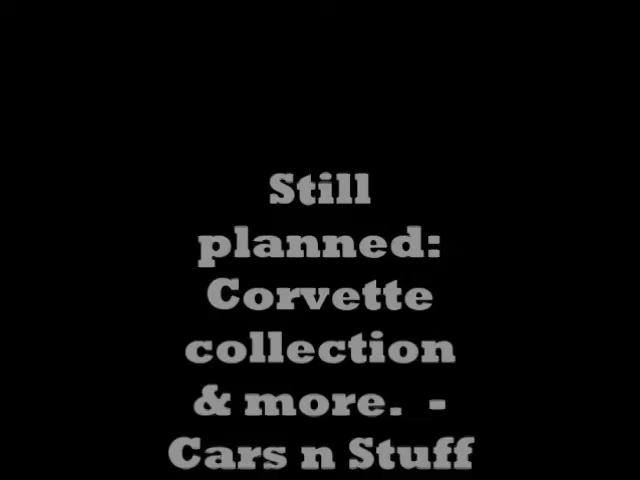 Still
planned:
Corvette
collection
& more.  -
Cars n Stuff